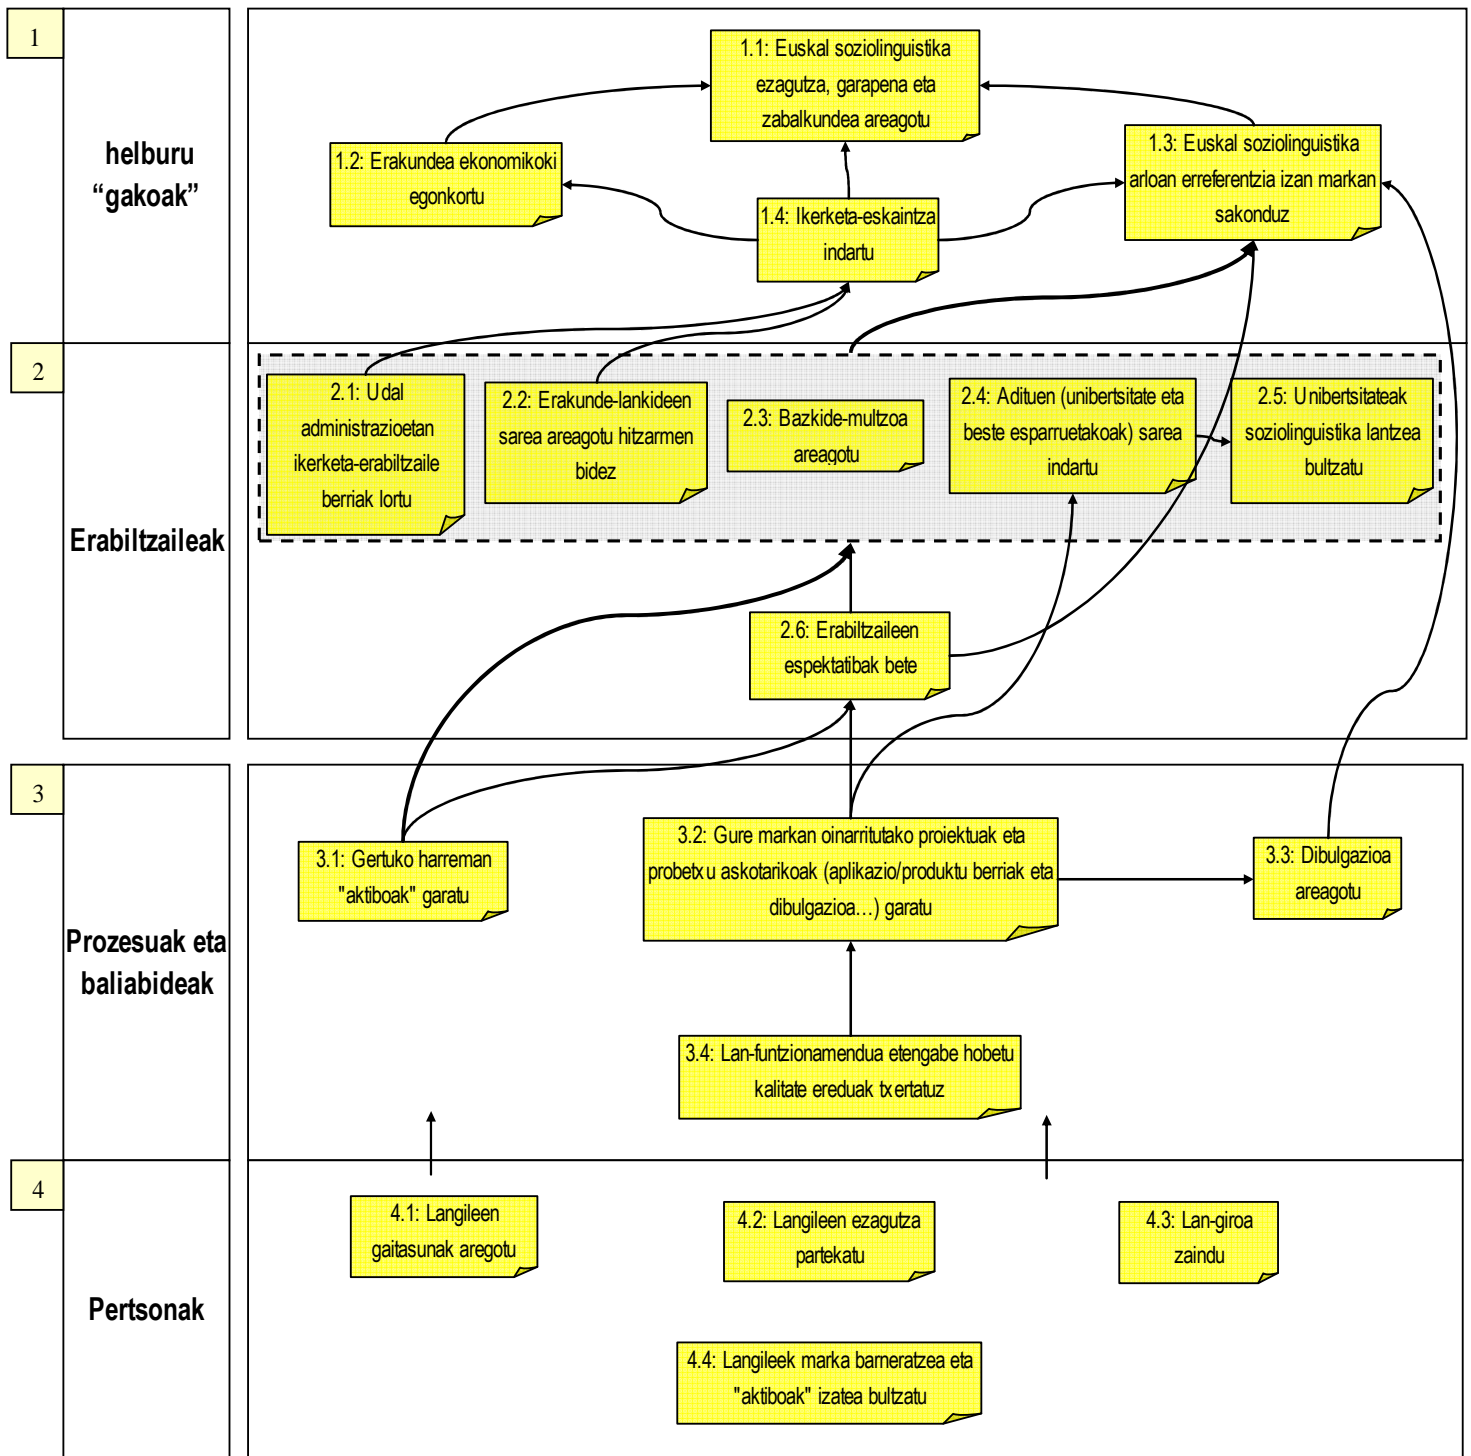 1
helburu
“gakoak”
1.1: Euskal soziolinguistika
ezagutza, garapena eta
zabalkundea areagotu
1.2: Erakundea ekonomikoki
egonkortu
1.3: Euskal soziolinguistika
arloan erreferentzia izan markan
sakonduz
1.4: Ikerketa-eskaintza
indartu
2
Erabiltzaileak
2.1: Udal
administrazioetan
ikerketa-erabiltzaile
berriak lortu
2.2: Erakunde-lankideen
sarea areagotu hitzarmen
bidez
2.3: Bazkide-multzoa
areagotu
2.4: Adituen (unibertsitate eta
beste esparruetakoak) sarea
indartu
2.5: Unibertsitateak
soziolinguistika lantzea
bultzatu
2.6: Erabiltzaileen
espektatibak bete
3
Prozesuak eta
baliabideak
3.1: Gertuko harreman
"aktiboak" garatu
3.2: Gure markan oinarritutako proiektuak eta
probetxu askotarikoak (aplikazio/produktu berriak eta
dibulgazioa...) garatu
3.3: Dibulgazioa
areagotu
3.4: Lan-funtzionamendua etengabe hobetu
kalitate ereduak txertatuz
4
Pertsonak
4.1: Langileen
gaitasunak aregotu
4.2: Langileen ezagutza
partekatu
4.3: Lan-giroa
zaindu
4.4: Langileek marka barneratzea eta
"aktiboak" izatea bultzatu